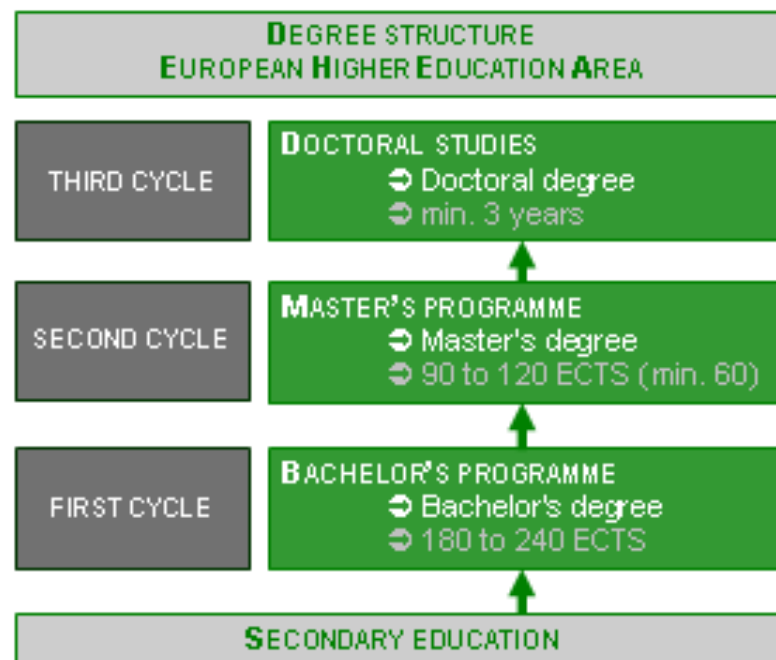 DEGREE STRUCTURE
EUROPEAN HIGHER EDUCATION AREA
THIRD CYCLE
DOCTORAL STUDIES
➲ Doctoral degree
➲ min. 3 years
SECOND CYCLE
MASTER'S PROGRAMME
➲ Master's degree
➲ 90 to 120 ECTS (min. 60)
FIRST CYCLE
BACHELOR'S PROGRAMME
➲ Bachelor's degree
➲ 180 to 240 ECTS
SECONDARY EDUCATION